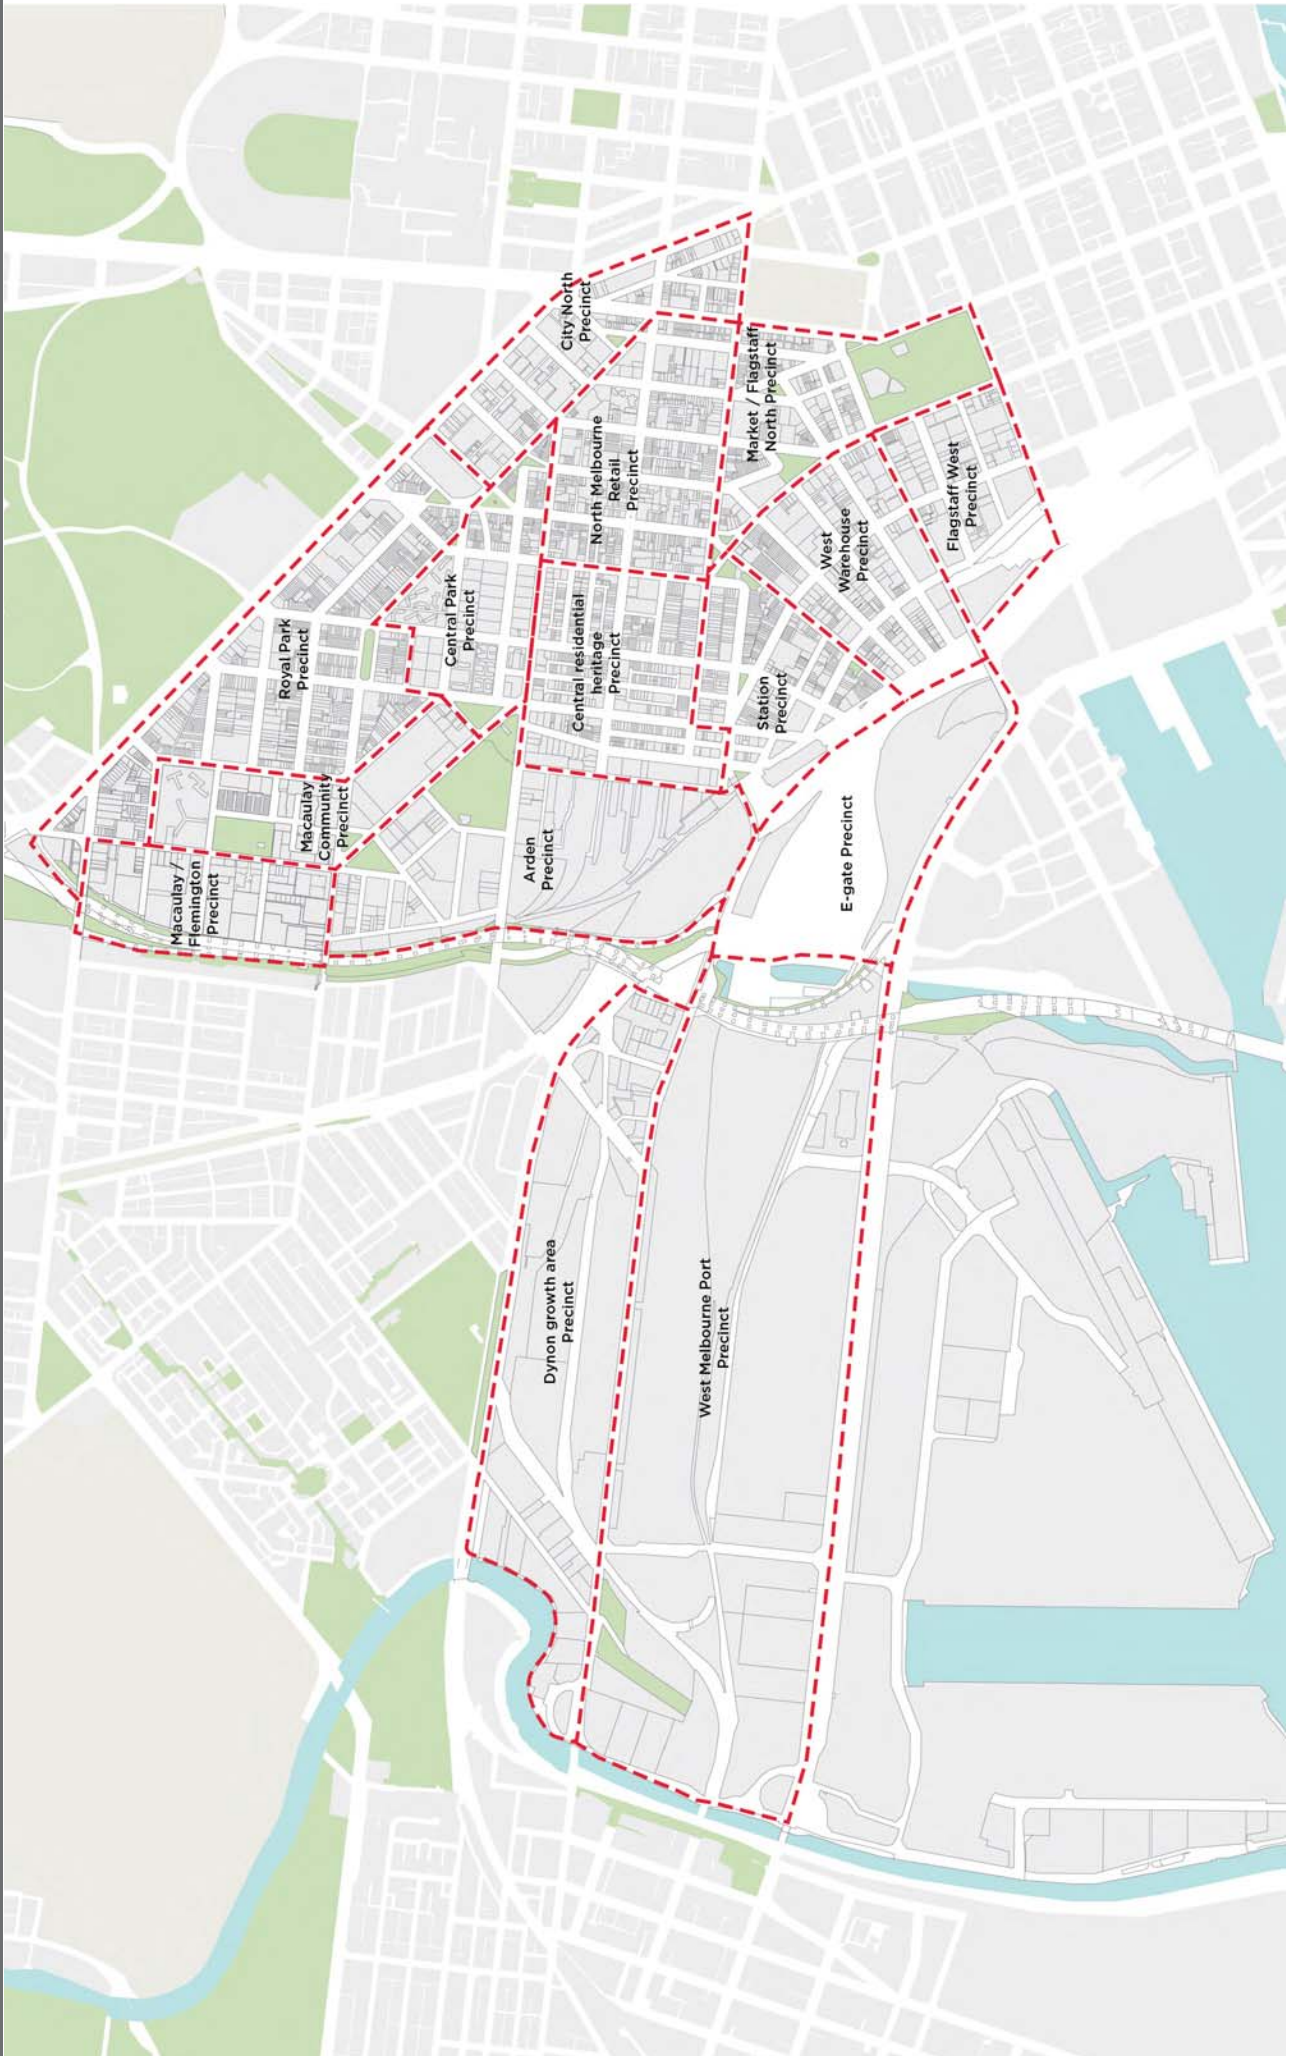 City North
Precinct
Market / Flagstaff
North Precinct
Flagstaff West
Precinct
North Melbourne
Retail
Precinct
West
Warehouse
Precinct
Royal Park
Precinct
Central Park
Precinct
Central residential
heritage
Precinct
Station
Precinct
Macaulay
Community
Precinct
Macaulay /
Flemington
Precinct
Arden
Precinct
E-gate Precinct
Dynon growth area
Precinct
West Melbourne Port
Precinct